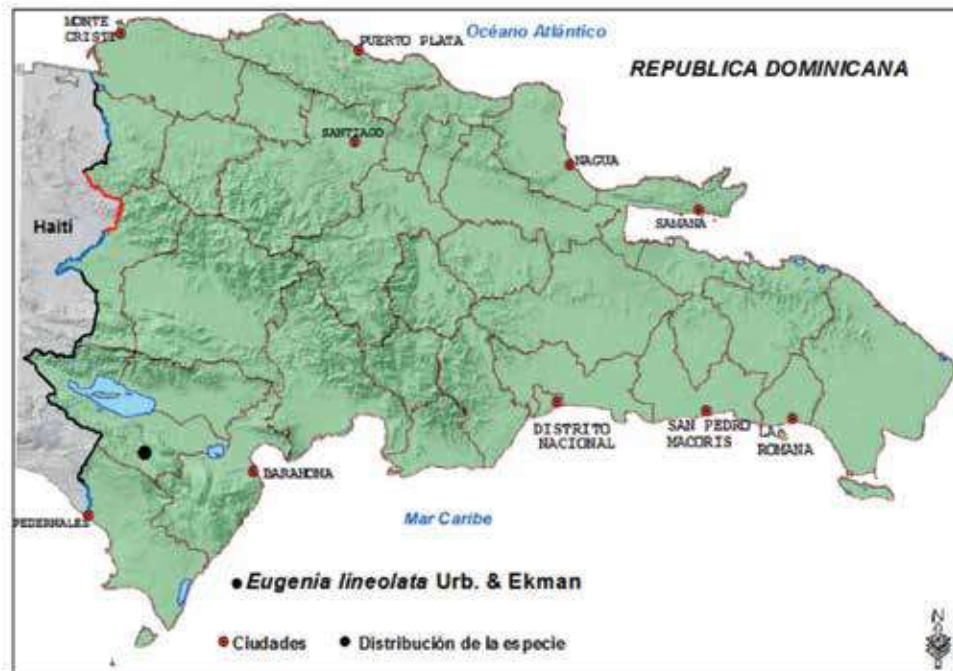 MONTE
CRISTI
PUERTO PLATA
Océano Atlántico
REPUBLICA DOMINICANA
SANTIAGO
NAGUA
SAMANA
Haití
DISTRITO
NACIONAL
SAN PEDRO
MACORIS
LA
ROMANA
BARAHONA
PEDERNALES
Mar Caribe
Eugenia lineolata Urb. & Ekman
Ciudades
Distribución de la especie
N